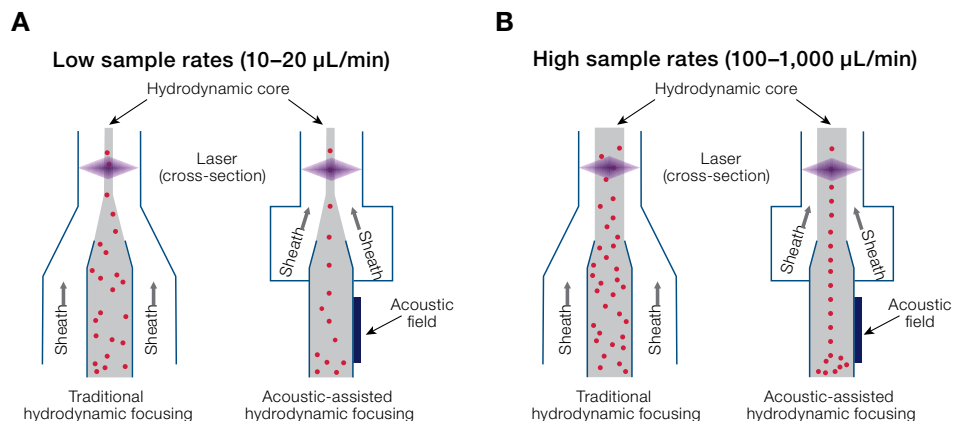 A
Low sample rates (10–20 µL/min)
Hydrodynamic core
Laser
(cross-section)
Sheath
Sheath
Sheath
Sheath
Acoustic
field
Traditional
hydrodynamic focusing
Acoustic-assisted
hydrodynamic focusing
B
High sample rates (100–1,000 µL/min)
Hydrodynamic core
Laser
(cross-section)
Sheath
Sheath
Sheath
Sheath
Acoustic
field
Traditional
hydrodynamic focusing
Acoustic-assisted
hydrodynamic focusing